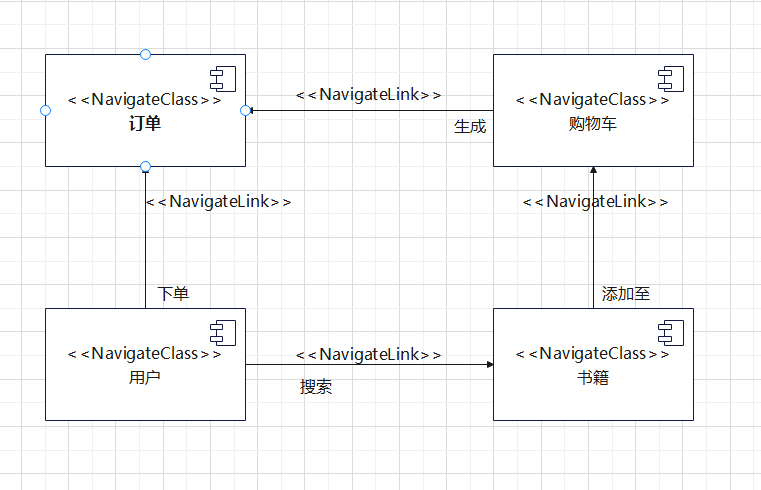 <<NavigateClass>>
订单
<<NavigateLink>>
生成
<<NavigateClass>>
购物车
<<NavigateLink>>
下单
<<NavigateLink>>
添加至
<<NavigateClass>>
用户
<<NavigateLink>>
搜索
<<NavigateClass>>
书籍